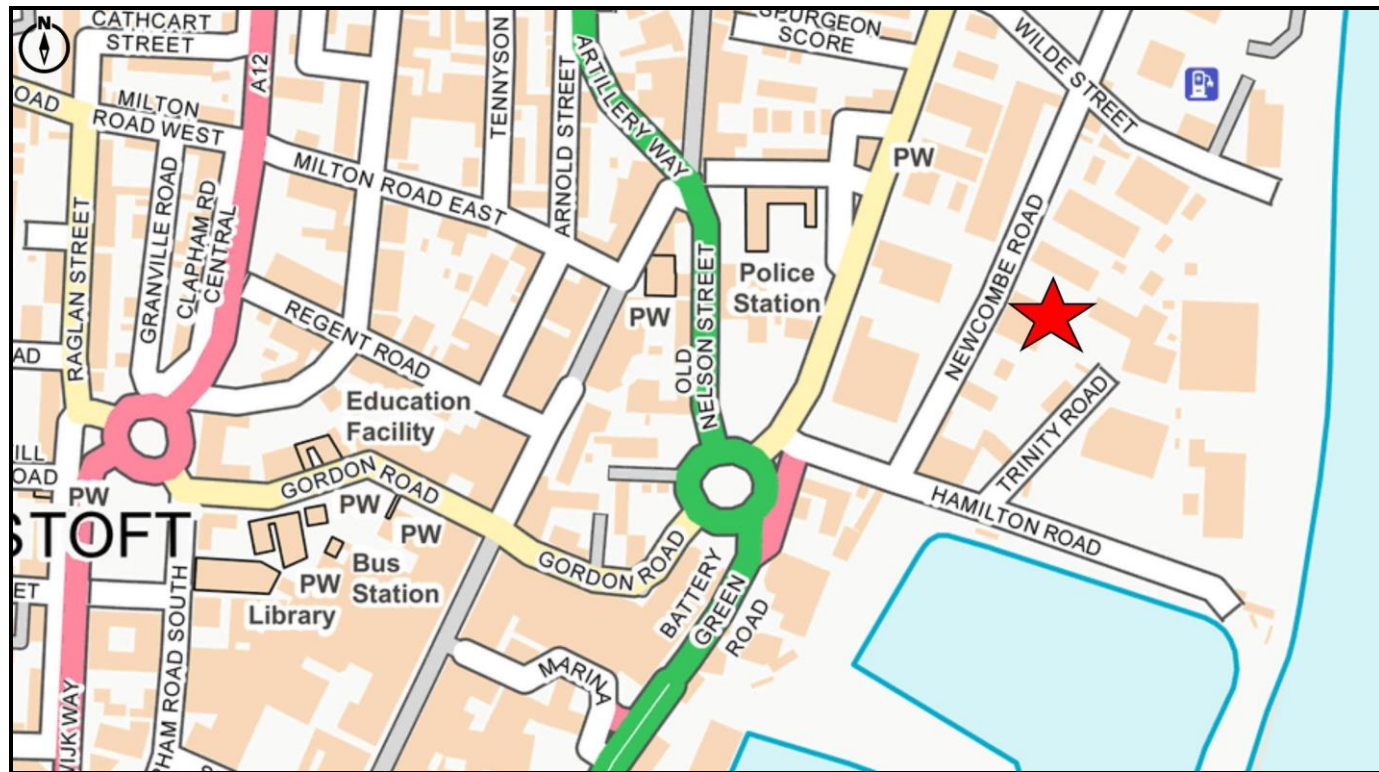 N
CATHCART
STREET
A12
TENNYSON
ARNOLD STREET
ARTILLERY WAY
SPURGEON
SCORE
WILDE STREET
OAD
MILTON
ROAD WEST
MILTON ROAD EAST
PW
RAGLAN STREET
GRANVILLE ROAD
CLAPHAM RD
CENTRAL
REGENT ROAD
PW
OLD
NELSON STREET
Police
Station
NEWCOMBE ROAD
AD
Education
Facility
TRINITY ROAD
ILL
OAD
PW
STOFT
GORDON ROAD
PW
PW
Bus
Station
PW
Library
GORDON ROAD
HAMILTON ROAD
BATTERY
GREEN
ROAD
ET
MARINA
IJK WAY
PHAM ROAD SOUTH